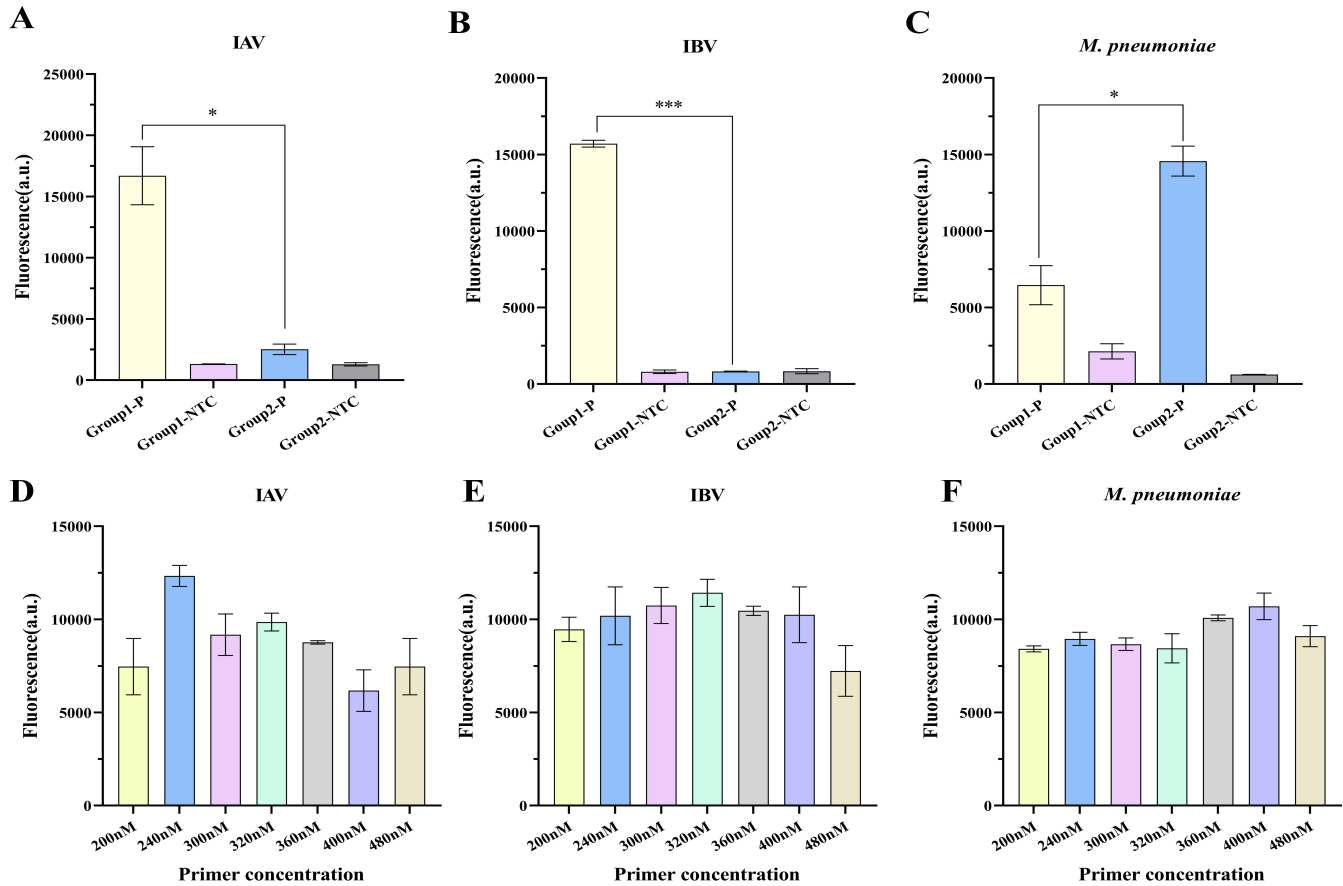 A
IAV
Fluorescence(a.u.)
25000
20000
15000
10000
5000
0
*
Group1-P
Group1-NTC
Group2-P
Group2-NTC
B
IBV
Fluorescence(a.u.)
20000
15000
10000
5000
0
***
Goup1-P
Goup1-NTC
Goup2-P
Goup2-NTC
C
M. pneumoniae
Fluorescence(a.u.)
20000
15000
10000
5000
0
*
Goup1-P
Goup1-NTC
Goup2-P
Goup2-NTC
D
IAV
Fluorescence(a.u.)
15000
10000
5000
0
200nM
240nM
300nM
320nM
360nM
400nM
480nM
Primer concentration
E
IBV
Fluorescence(a.u.)
15000
10000
5000
0
200nM
240nM
300nM
320nM
360nM
400nM
480nM
Primer concentration
F
M. pneumoniae
Fluorescence(a.u.)
15000
10000
5000
0
200nM
240nM
300nM
320nM
360nM
400nM
480nM
Primer concentration